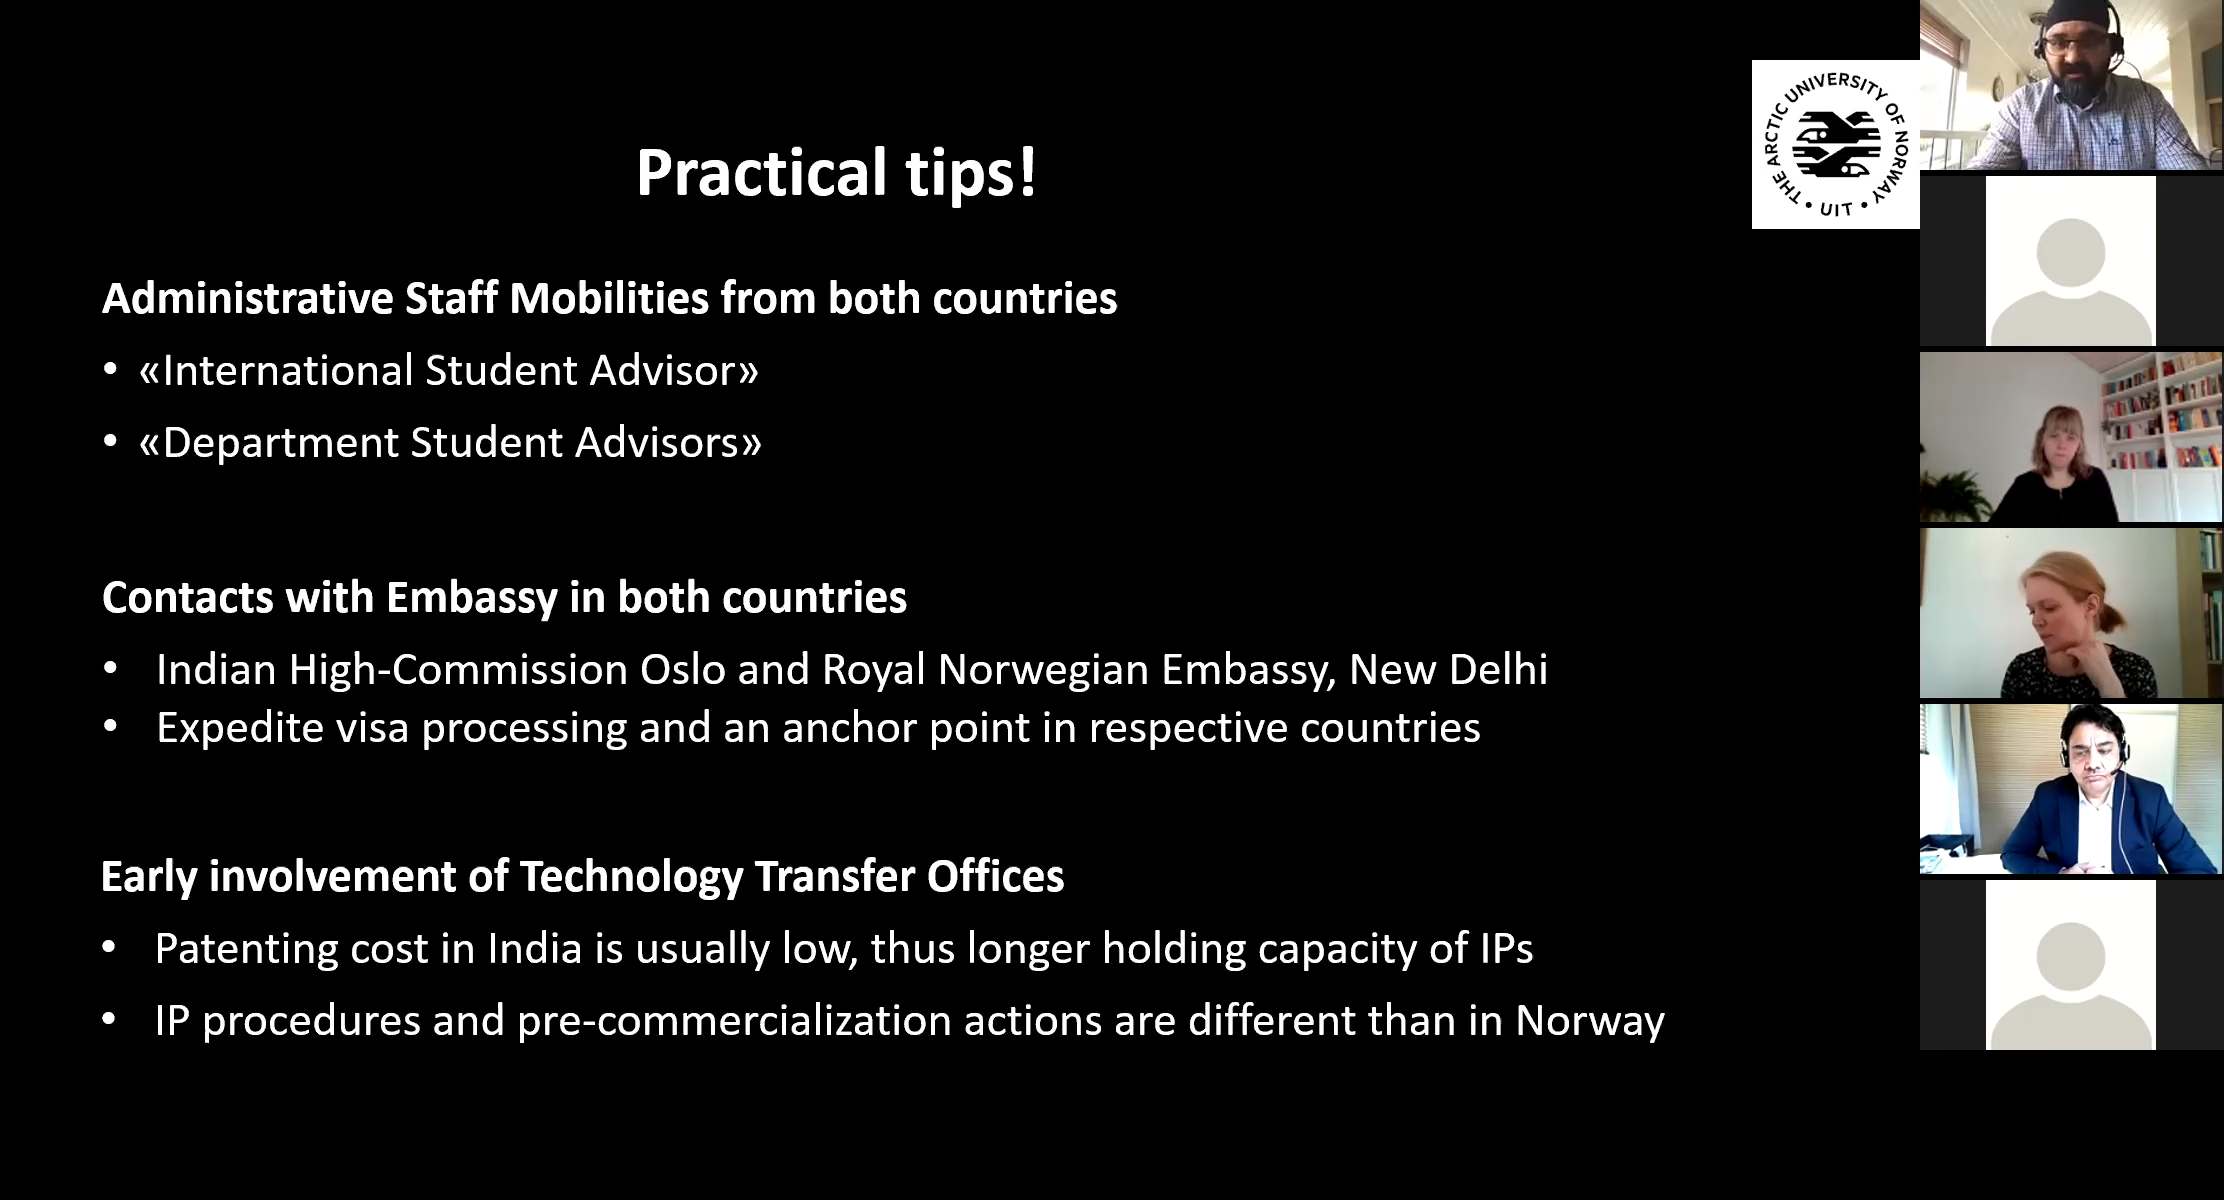 Practical tips!
THE ARCTIC UNIVERSITY OF NORWAY
• UIT •
Administrative Staff Mobilities from both countries
• «International Student Advisor»
• «Department Student Advisors»
Contacts with Embassy in both countries
• Indian High-Commission Oslo and Royal Norwegian Embassy, New Delhi
• Expedite visa processing and an anchor point in respective countries
Early involvement of Technology Transfer Offices
• Patenting cost in India is usually low, thus longer holding capacity of IPs
• IP procedures and pre-commercialization actions are different than in Norway